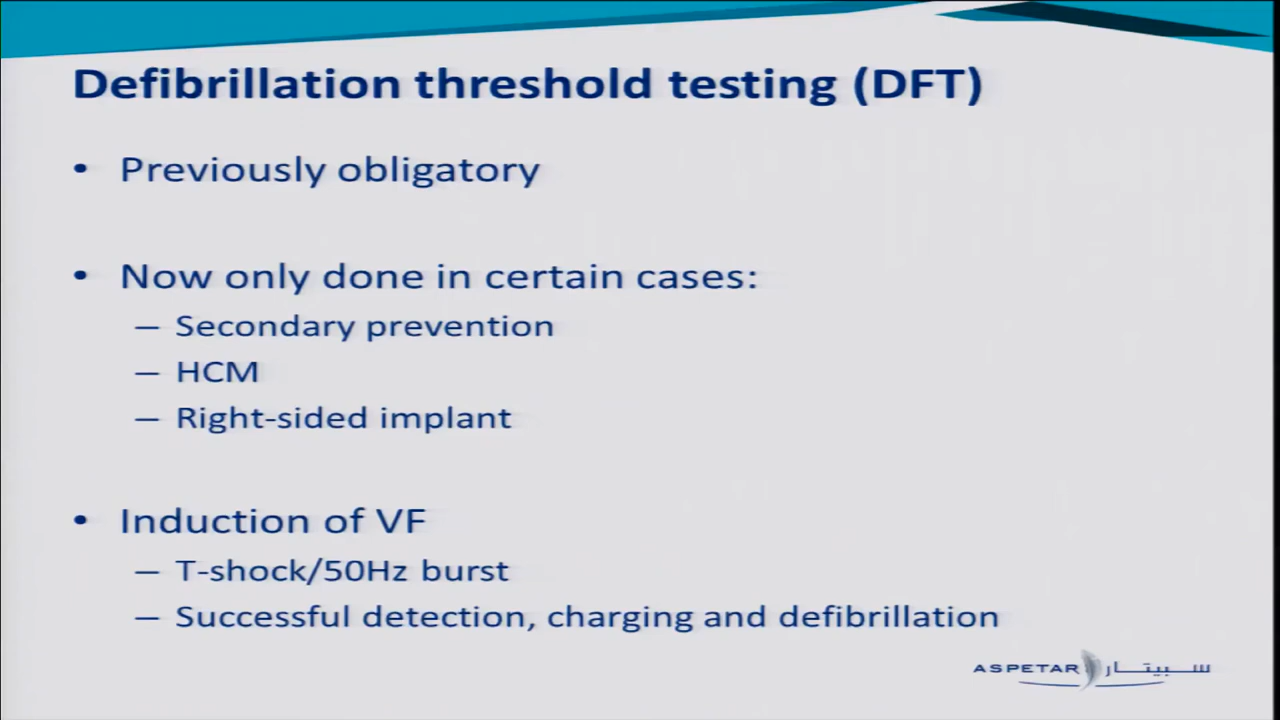 Defibrillation threshold testing (DFT)
• Previously obligatory
• Now only done in certain cases:
– Secondary prevention
– HCM
– Right-sided implant
• Induction of VF
– T-shock/50Hz burst
– Successful detection, charging and defibrillation
ASPETAR سبيتار